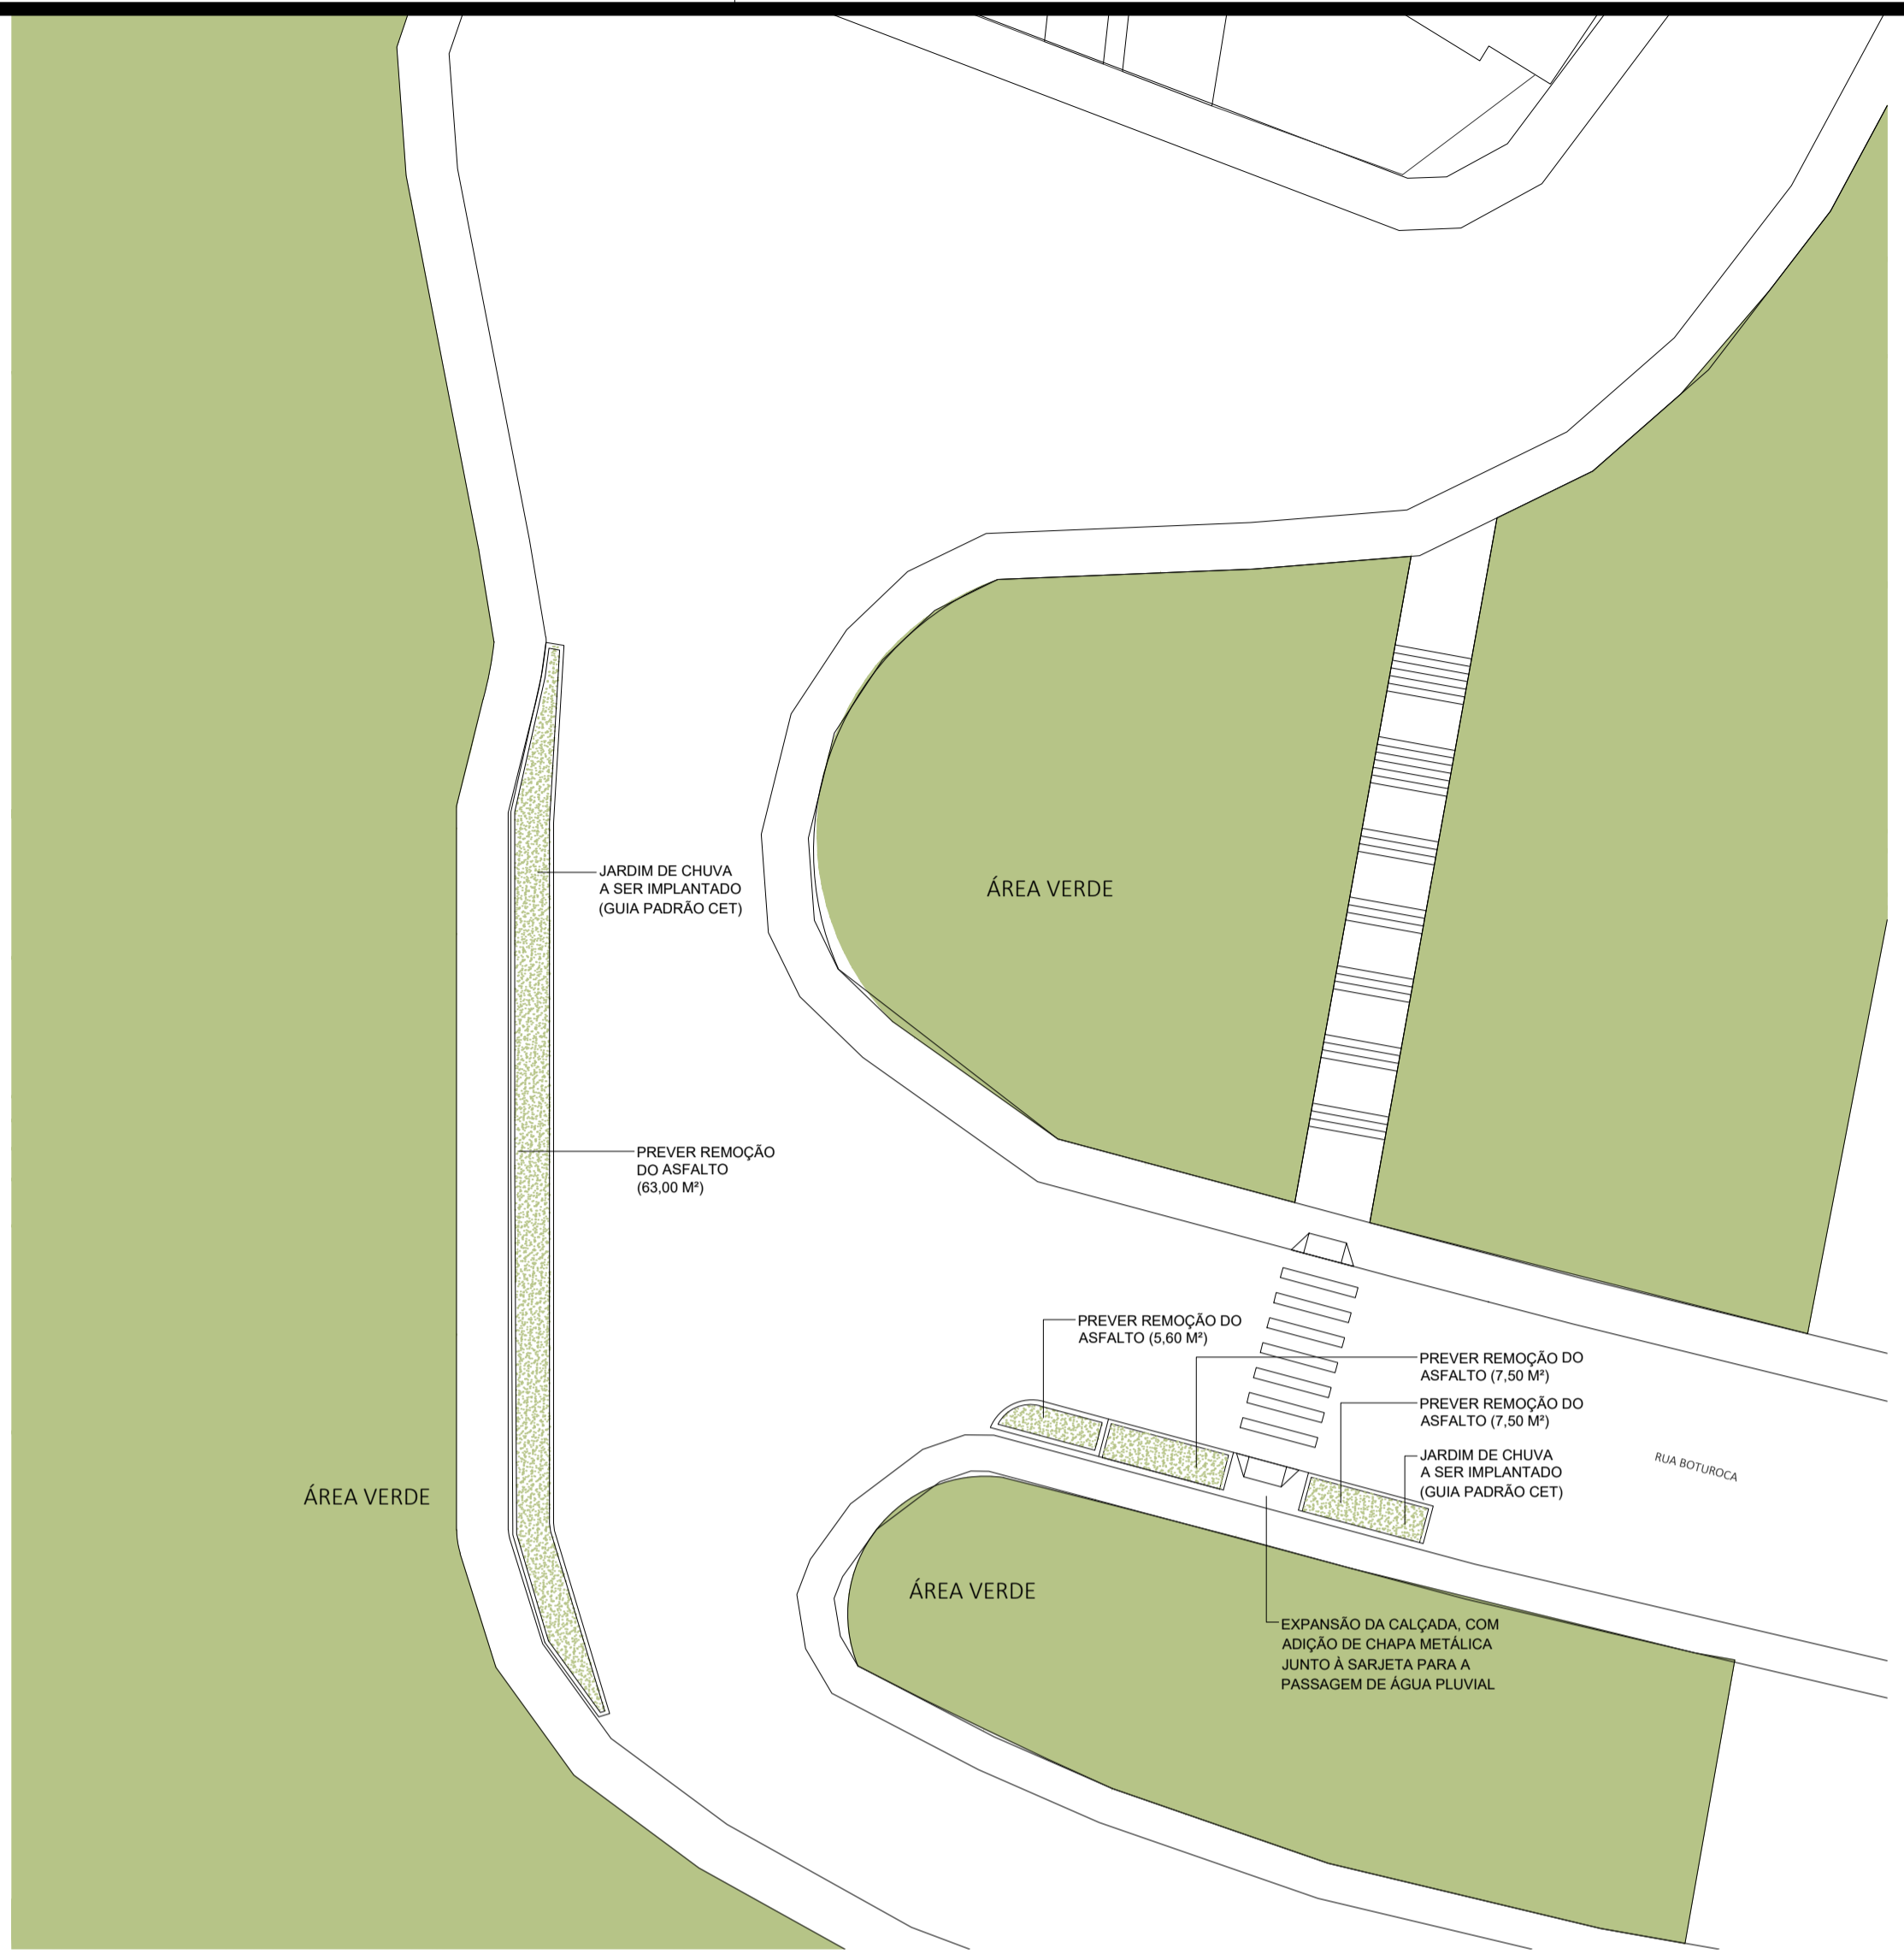 JARDIM DE CHUVA
A SER IMPLANTADO
(GUIA PADRÃO CET)
ÁREA VERDE
PREVER REMOÇÃO
DO ASFALTO
(63,00 M²)
PREVER REMOÇÃO DO
ASFALTO (5,60 M²)
PREVER REMOÇÃO DO
ASFALTO (7,50 M²)
PREVER REMOÇÃO DO
ASFALTO (7,50 M²)
JARDIM DE CHUVA
A SER IMPLANTADO
(GUIA PADRÃO CET)
RUA BOTUROCA
ÁREA VERDE
ÁREA VERDE
EXPANSÃO DA CALÇADA, COM
ADIÇÃO DE CHAPA METÁLICA
JUNTO À SARJETA PARA A
PASSAGEM DE ÁGUA PLUVIAL